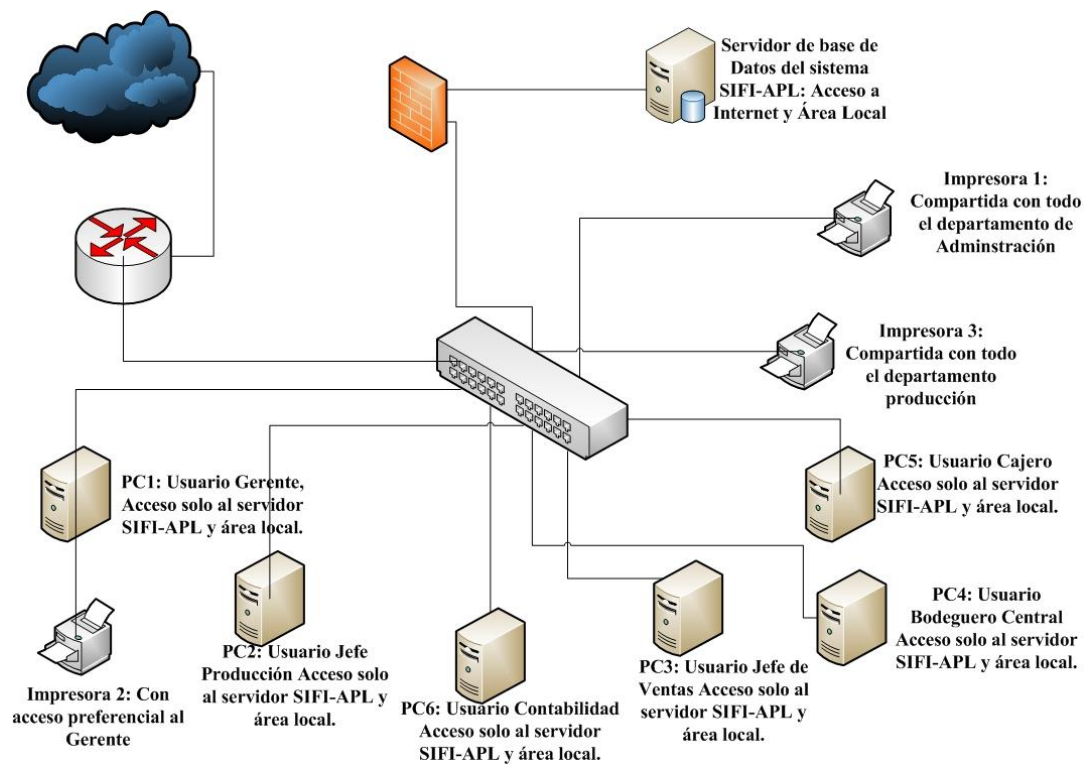 Servidor de base de
Datos del sistema
SIFI-APL: Acceso a
Internet y Área Local
Impresora 1:
Compartida con todo
el departamento de
Adminstración
Impresora 3:
Compartida con todo
el departamento
producción
PC1: Usuario Gerente,
Acceso solo al servidor
SIFI-APL y área local.
PC5: Usuario Cajero
Acceso solo al servidor
SIFI-APL y área local.
PC4: Usuario
Bodeguero Central
Acceso solo al servidor
SIFI-APL y área local.
PC2: Usuario Jefe
Producción Acceso solo
al servidor SIFI-APL y
área local.
PC3: Usuario Jefe de
Ventas Acceso solo al
servidor SIFI-APL y
área local.
Impresora 2: Con
acceso preferencial al
Gerente
PC6: Usuario Contabilidad
Acceso solo al servidor
SIFI-APL y área local.